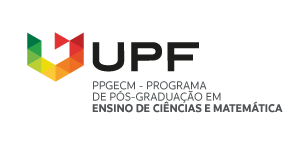 UPF
PPGECM - PROGRAMA
DE PÓS-GRADUAÇÃO EM
ENSINO DE CIÊNCIAS E MATEMÁTICA